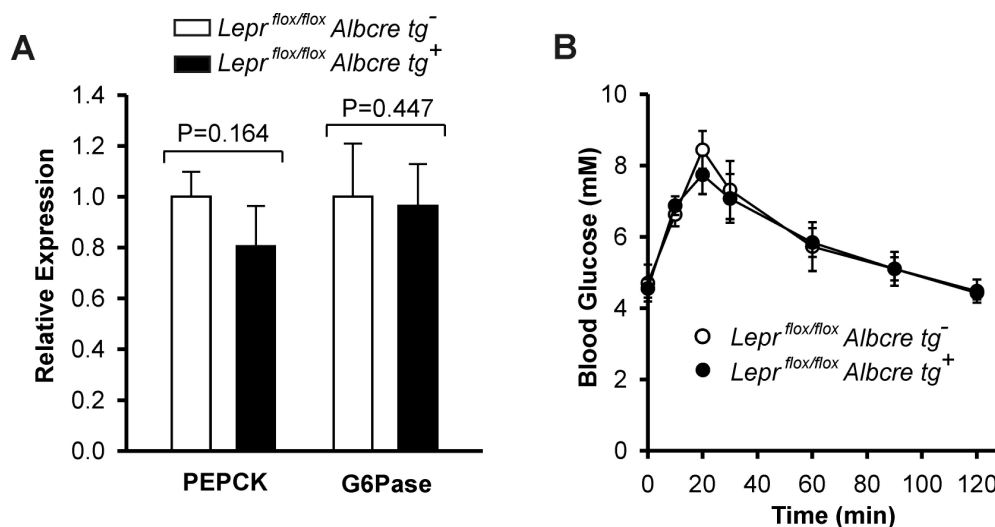 A
Lepr flox/flox Albcre tg-
Lepr flox/flox Albcre tg+
Relative Expression
1.4
1.2
1.0
0.8
0.6
0.4
0.2
0.0
P=0.164
P=0.447
PEPCK
G6Pase
B
Blood Glucose (mM)
10
8
6
4
2
0
Lepr flox/flox Albcre tg-
Lepr flox/flox Albcre tg+
0 20 40 60 80 100 120
Time (min)